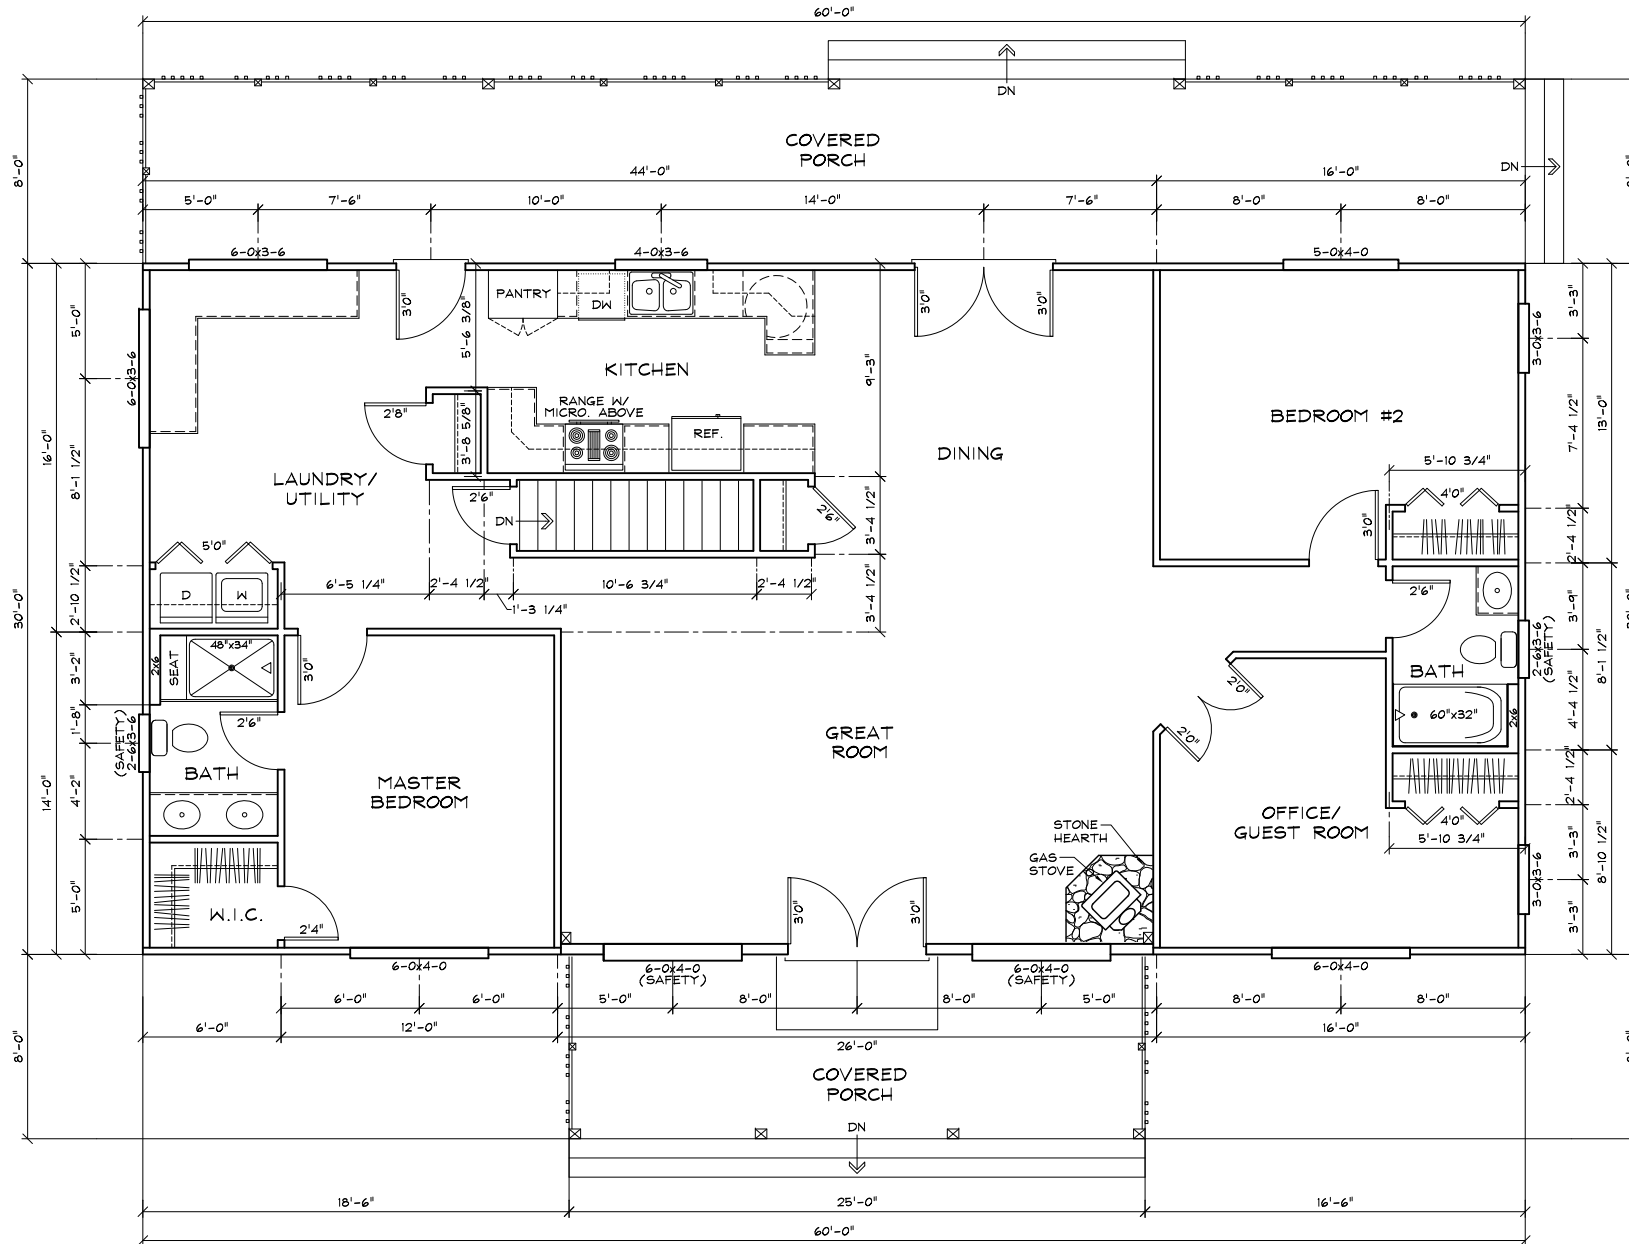 60'-0"
DN
COVERED
PORCH
DN
8'-0"
44'-0"
16'-0"
5'-0"
7'-6"
10'-0"
14'-0"
7'-6"
8'-0"
8'-0"
6-0x3-6
4-0x3-6
5-0x4-0
3'0"
PANTRY
DW
3'0"
3'0"
5'-6 3/8"
KITCHEN
9'-3"
5'-0"
6-0x3-6
3'-3"
3-0x3-6
RANGE W/
MICRO. ABOVE
2'8"
3'-8 5/8"
REF.
BEDROOM #2
7'-4 1/2"
13'-0"
16'-0"
8'-1 1/2"
LAUNDRY/
UTILITY
DINING
5'-10 3/4"
4'0"
2'6"
DN
2'6"
3'-4 1/2"
3'0"
2'-4 1/2"
5'0"
6'-5 1/4"
2'-4 1/2"
10'-6 3/4"
2'-4 1/2"
1'-3 1/4"
3'-4 1/2"
D
W
2'-10 1/2"
30'-0"
2'6"
3'-9"
2-6x3-6
(SAFETY)
8'-1 1/2"
48"x34"
2x6
SEAT
3'-2"
3'0"
BATH
2'0"
4'-4 1/2"
60"x32"
2x6
1'-8"
(SAFETY)
2-6x3-6
2'6"
BATH
GREAT
ROOM
2'0"
MASTER
BEDROOM
14'-0"
4'-2"
2'-4 1/2"
STONE
HEARTH
GAS
STOVE
OFFICE/
GUEST ROOM
4'0"
5'-10 3/4"
3'-3"
8'-10 1/2"
3-0x3-6
5'-0"
W.I.C.
2'4"
3'0"
3'0"
3'-3"
6-0x4-0
6-0x4-0
(SAFETY)
6-0x4-0
(SAFETY)
6-0x4-0
6'-0"
6'-0"
5'-0"
8'-0"
8'-0"
5'-0"
8'-0"
8'-0"
6'-0"
12'-0"
26'-0"
16'-0"
8'-0"
COVERED
PORCH
DN
18'-6"
25'-0"
16'-6"
60'-0"